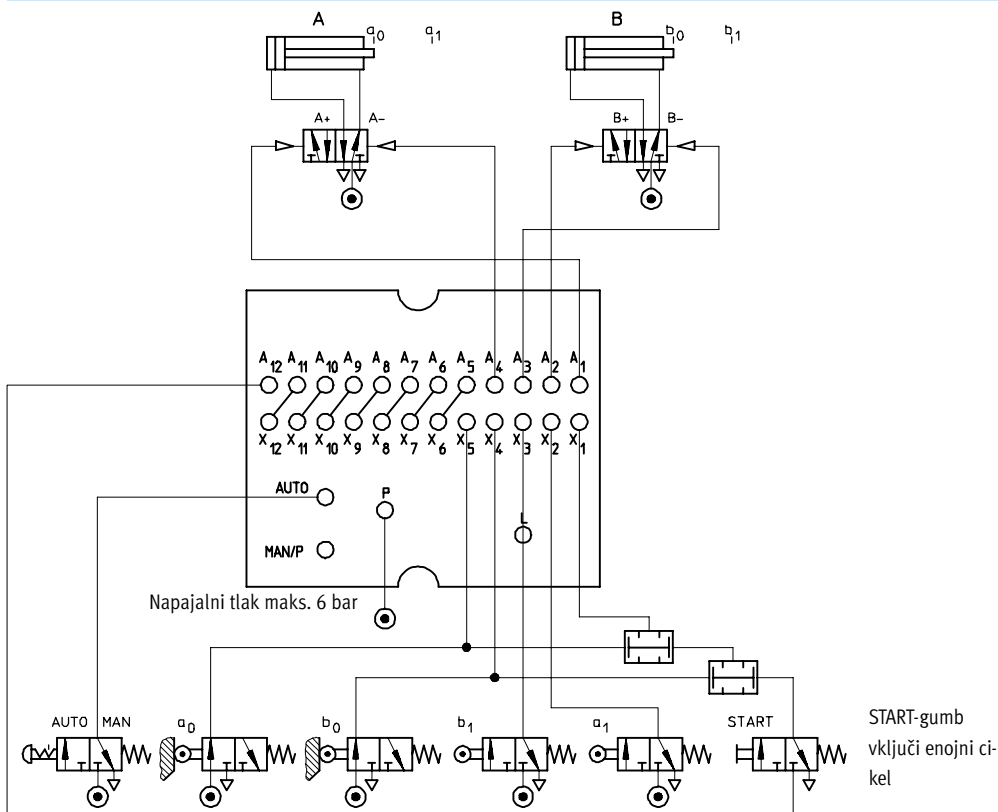 A B
a0 a1 b0 b1
A+ A- B+ B-
A12 A11 A10 A9 A8 A7 A6 A5 A4 A3 A2 A1
X12 X11 X10 X9 X8 X7 X6 X5 X4 X3 X2 X1
AUTO P
L
MAN/P
Napajalni tlak maks. 6 bar
AUTO MAN a0 b0 b1 a1 START
START-gumb
vključi enojni ci-
kel